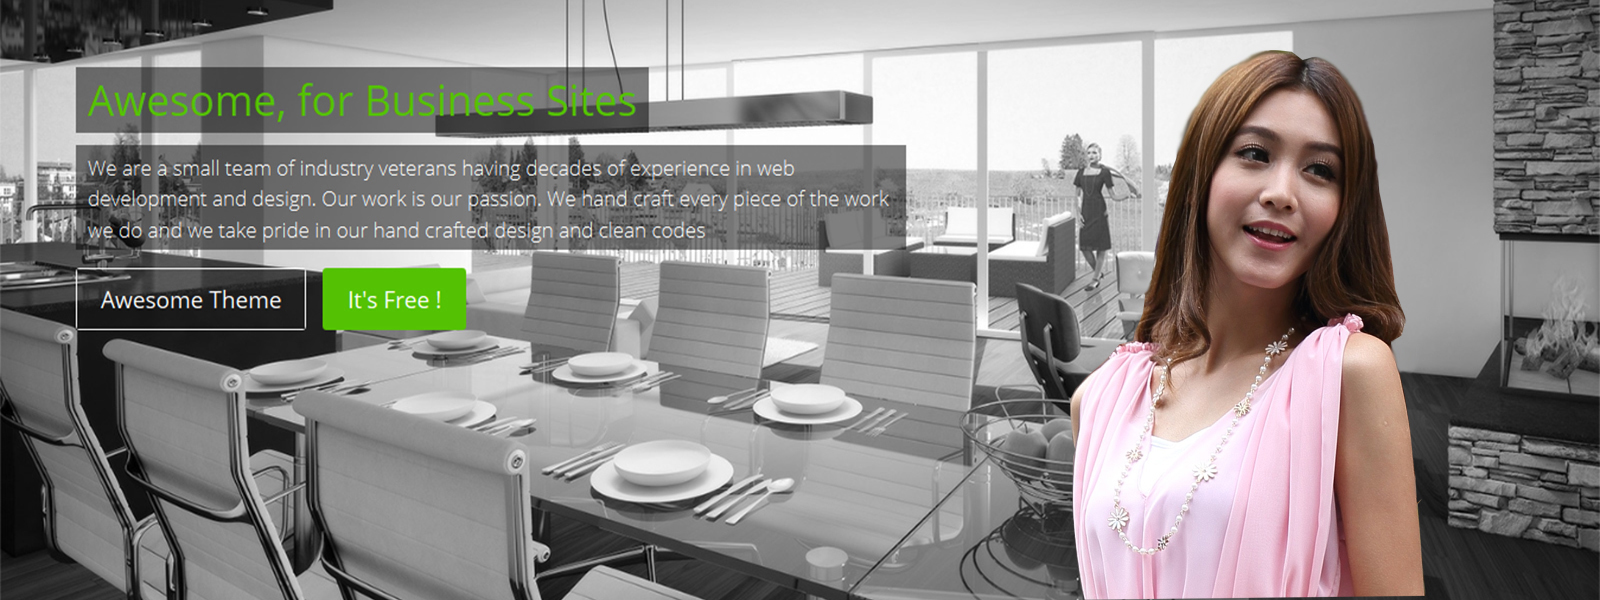 Awesome, for Business Sites
We are a small team of industry veterans having decades of experience in web
development and design. Our work is our passion. We hand craft every piece of the work
we do and we take pride in our hand crafted design and clean codes
Awesome Theme
It's Free !